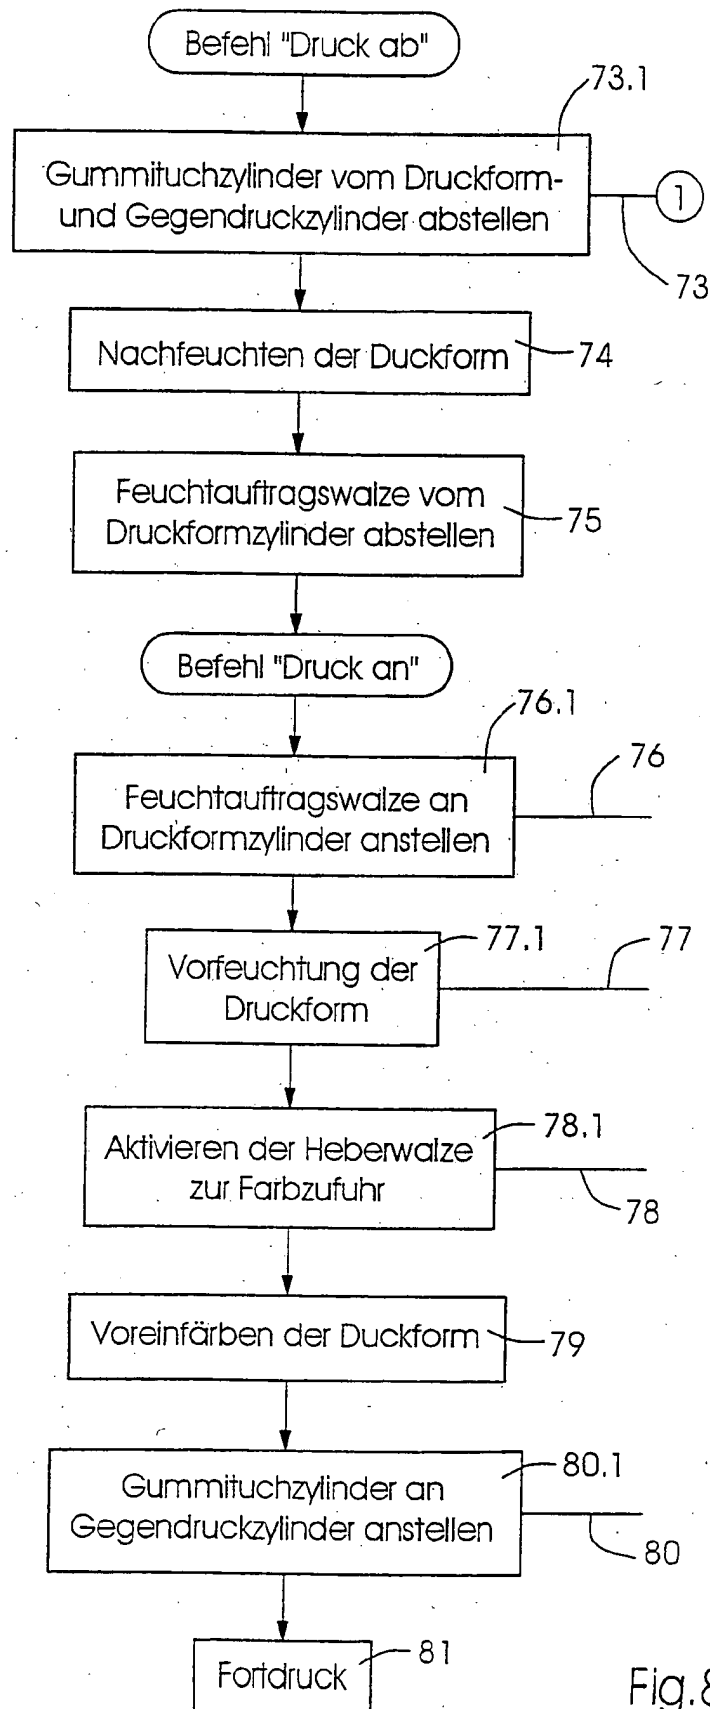 Befehl "Druck ab"
73.1
Gummituchzylinder vom Druckform-
und Gegendruckzylinder abstellen
1
73
Nachfeuchten der Duckform
74
Feuchtauftragswalze vom
Druckformzylinder abstellen
75
Befehl "Druck an"
76.1
76
Feuchtauftragswalze an
Druckformzylinder anstellen
77.1
77
Vorfeuchtung der
Druckform
78.1
Aktivieren der Heberwalze
zur Farbzufuhr
78
Voreinfärben der Duckform
79
80.1
Gummituchzylinder an
Gegendruckzylinder anstellen
80
81
Fortdruck
Fig.8